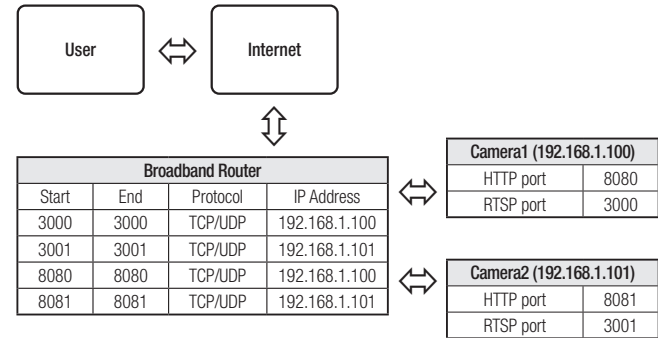 User
Internet
Broadband Router
Start End Protocol IP Address
3000 3000 TCP/UDP 192.168.1.100
3001 3001 TCP/UDP 192.168.1.101
8080 8080 TCP/UDP 192.168.1.100
8081 8081 TCP/UDP 192.168.1.101
Camera1 (192.168.1.100)
HTTP port 8080
RTSP port 3000
Camera2 (192.168.1.101)
HTTP port 8081
RTSP port 3001